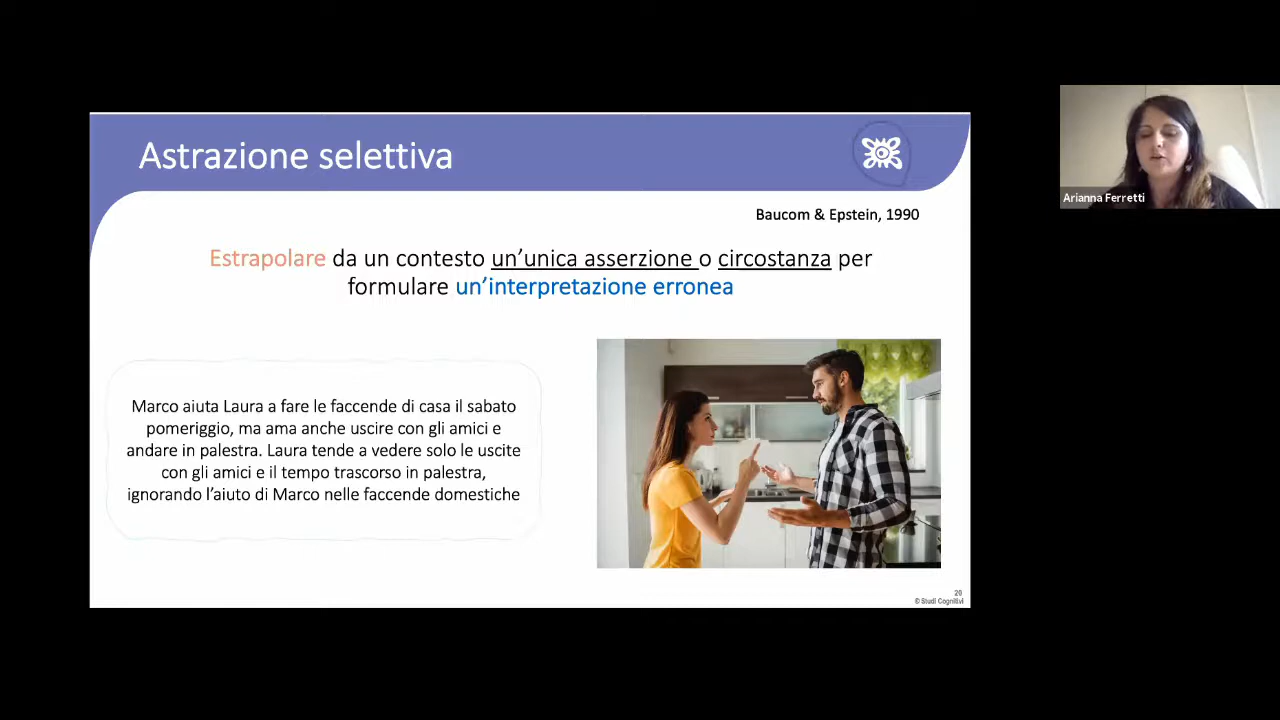 Astrazione selettiva
Baucom & Epstein, 1990
Estrapolare da un contesto un’unica asserzione o circostanza per
formulare un’interpretazione erronea
Marco aiuta Laura a fare le faccende di casa il sabato
pomeriggio, ma ama anche uscire con gli amici e
andare in palestra. Laura tende a vedere solo le uscite
con gli amici e il tempo trascorso in palestra,
ignorando l’aiuto di Marco nelle faccende domestiche
26
© Studi Cognitivi
Arianna Ferretti